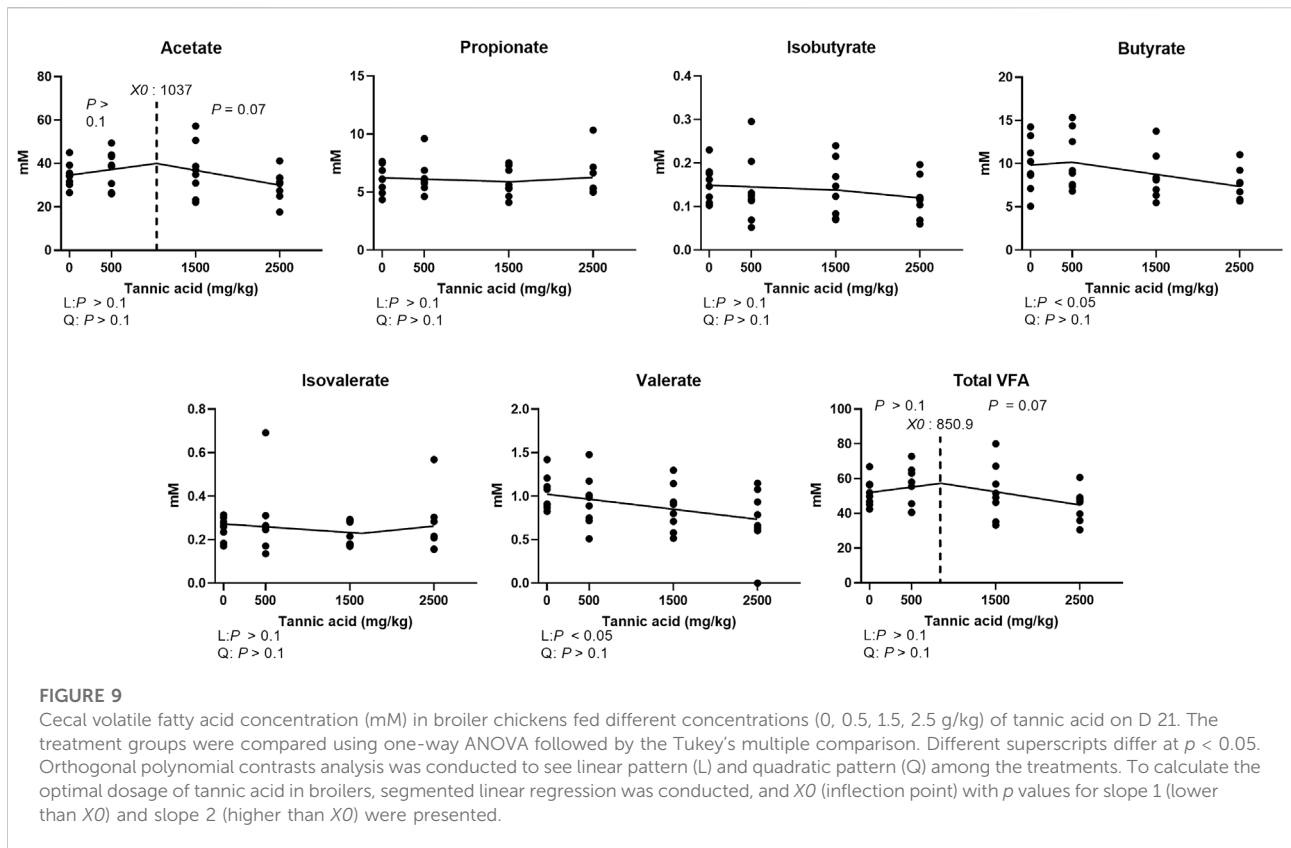 Acetate
80
60
40
20
0
mM
P >
0.1
X0 : 1037
P = 0.07
0 500 1500 2500
Tannic acid (mg/kg)
L:P > 0.1
Q: P > 0.1
Propionate
15
10
5
0
mM
0 500 1500 2500
Tannic acid (mg/kg)
L:P > 0.1
Q: P > 0.1
Isobutyrate
0.4
0.3
0.2
0.1
0.0
mM
0 500 1500 2500
Tannic acid (mg/kg)
L:P > 0.1
Q: P > 0.1
Butyrate
20
15
10
5
0
mM
0 500 1500 2500
Tannic acid (mg/kg)
L:P < 0.05
Q: P > 0.1
Isovalerate
0.8
0.6
0.4
0.2
0.0
mM
0 500 1500 2500
Tannic acid (mg/kg)
L:P > 0.1
Q: P > 0.1
Valerate
2.0
1.5
1.0
0.5
0.0
mM
0 500 1500 2500
Tannic acid (mg/kg)
L:P < 0.05
Q: P > 0.1
Total VFA
100
80
60
40
20
0
mM
P > 0.1
P = 0.07
X0 : 850.9
0 500 1500 2500
Tannic acid (mg/kg)
L:P > 0.1
Q: P > 0.1
FIGURE 9
Cecal volatile fatty acid concentration (mM) in broiler chickens fed different concentrations (0, 0.5, 1.5, 2.5 g/kg) of tannic acid on D 21. The
treatment groups were compared using one-way ANOVA followed by the Tukey's multiple comparison. Different superscripts differ at p < 0.05.
Orthogonal polynomial contrasts analysis was conducted to see linear pattern (L) and quadratic pattern (Q) among the treatments. To calculate the
optimal dosage of tannic acid in broilers, segmented linear regression was conducted, and X0 (inflection point) with p values for slope 1 (lower
than X0) and slope 2 (higher than X0) were presented.